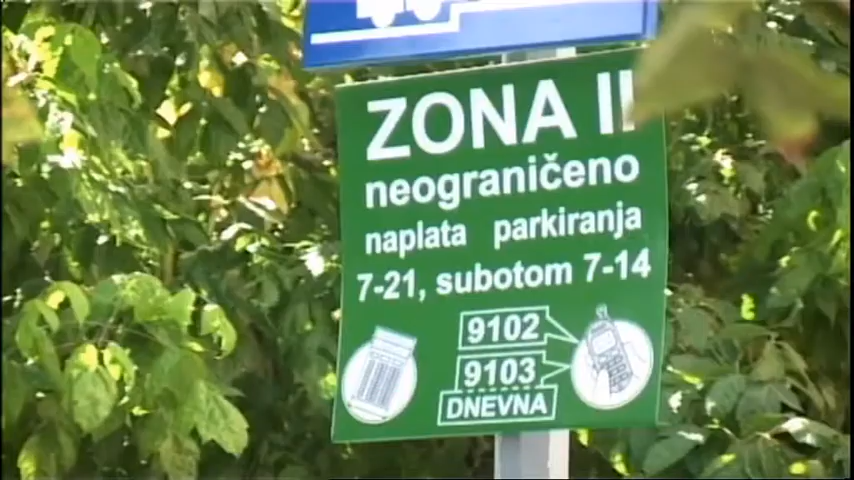 ZONA II
neograničeno
naplata parkiranja
7-21, subotom 7-14
9102
9103
DNEVNA